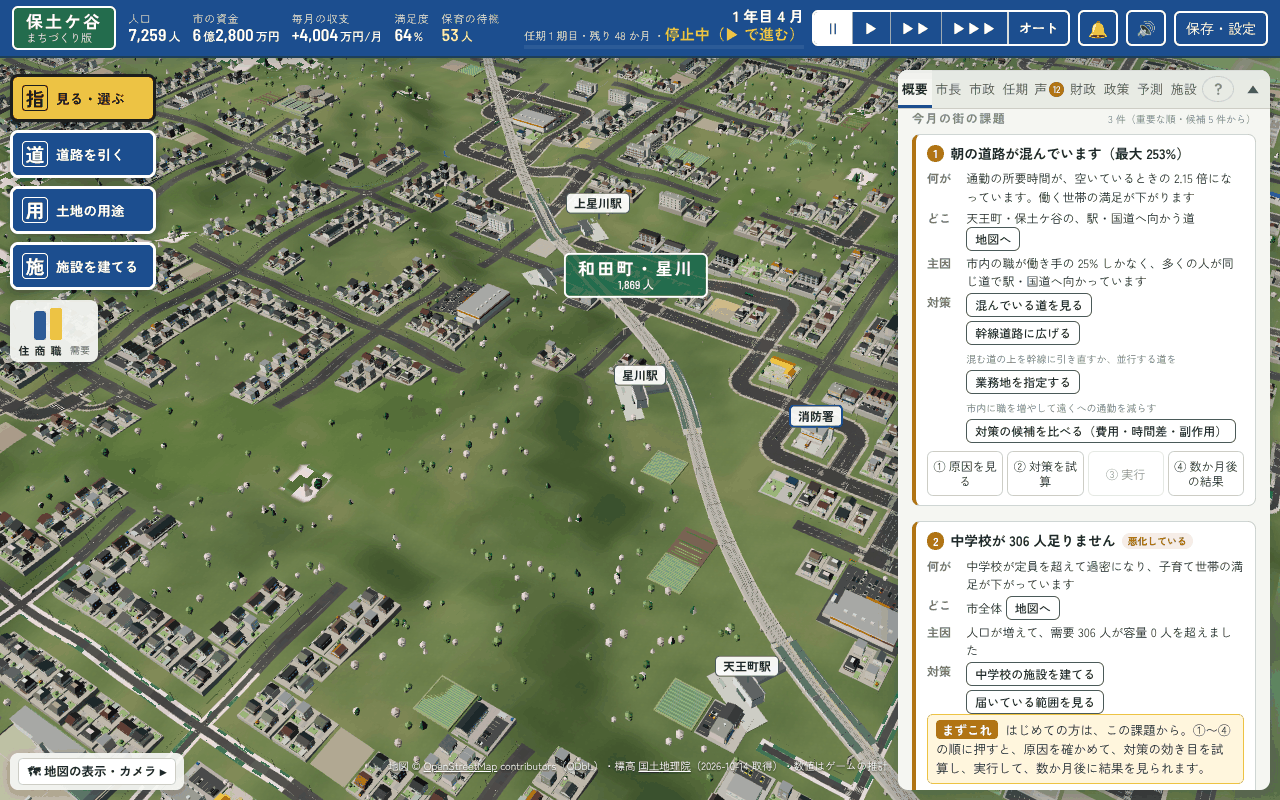 保土ケ谷
まちづくり版
人口
7,259 人
市の資金
6 億2,800 万円
毎月の収支
+4,004 万円/月
満足度
64 %
保育の待機
53 人
1 年目 4 月
任期 1 期目・残り 48 か月 ・停止中（▶ で進む）
オート
保存・設定
指 見る・選ぶ
道 道路を引く
用 土地の用途
施 施設を建てる
住 商 職 需要
上星川駅
和田町・星川
1,869 人
星川駅
消防署
天王町駅
概要 市長 市政 任期 声 12 財政 政策 予測 施設 ? ▲
今月の街の課題
3 件（重要な順・候補 5 件から）
1 朝の道路が混んでいます（最大 253%）
何が 通勤の所要時間が、空いているときの 2.15 倍にな
っています。働く世帯の満足が下がります
どこ 天王町・保土ケ谷の、駅・国道へ向かう道
地図へ
主因 市内の職が働き手の 25% しかなく、多くの人が同
じ道で駅・国道へ向かっています
対策 混んでいる道を見る
幹線道路に広げる
混む道の上を幹線に引き直すか、並行する道を
業務地を指定する
市内に職を増やして遠くへの通勤を減らす
対策の候補を比べる（費用・時間差・副作用）
① 原因を見
る
② 対策を試
算
③ 実行
④ 数か月後
の結果
2 中学校が 306 人足りません 悪化している
何が 中学校が定員を超えて過密になり、子育て世帯の満
足が下がっています
どこ 市全体 地図へ
主因 人口が増えて、需要 306 人が容量 0 人を超えまし
た
対策 中学校の施設を建てる
届いている範囲を見る
まずこれ はじめての方は、この課題から。①〜④
の順に押すと、原因を確かめて、対策の効き目を試
算し、実行して、数か月後に結果を見られます。
地図の表示・カメラ ▸
地図 © OpenStreetMap contributors（ODbL）・標高 国土地理院（2026-10-14 取得）・数値はゲームの推計